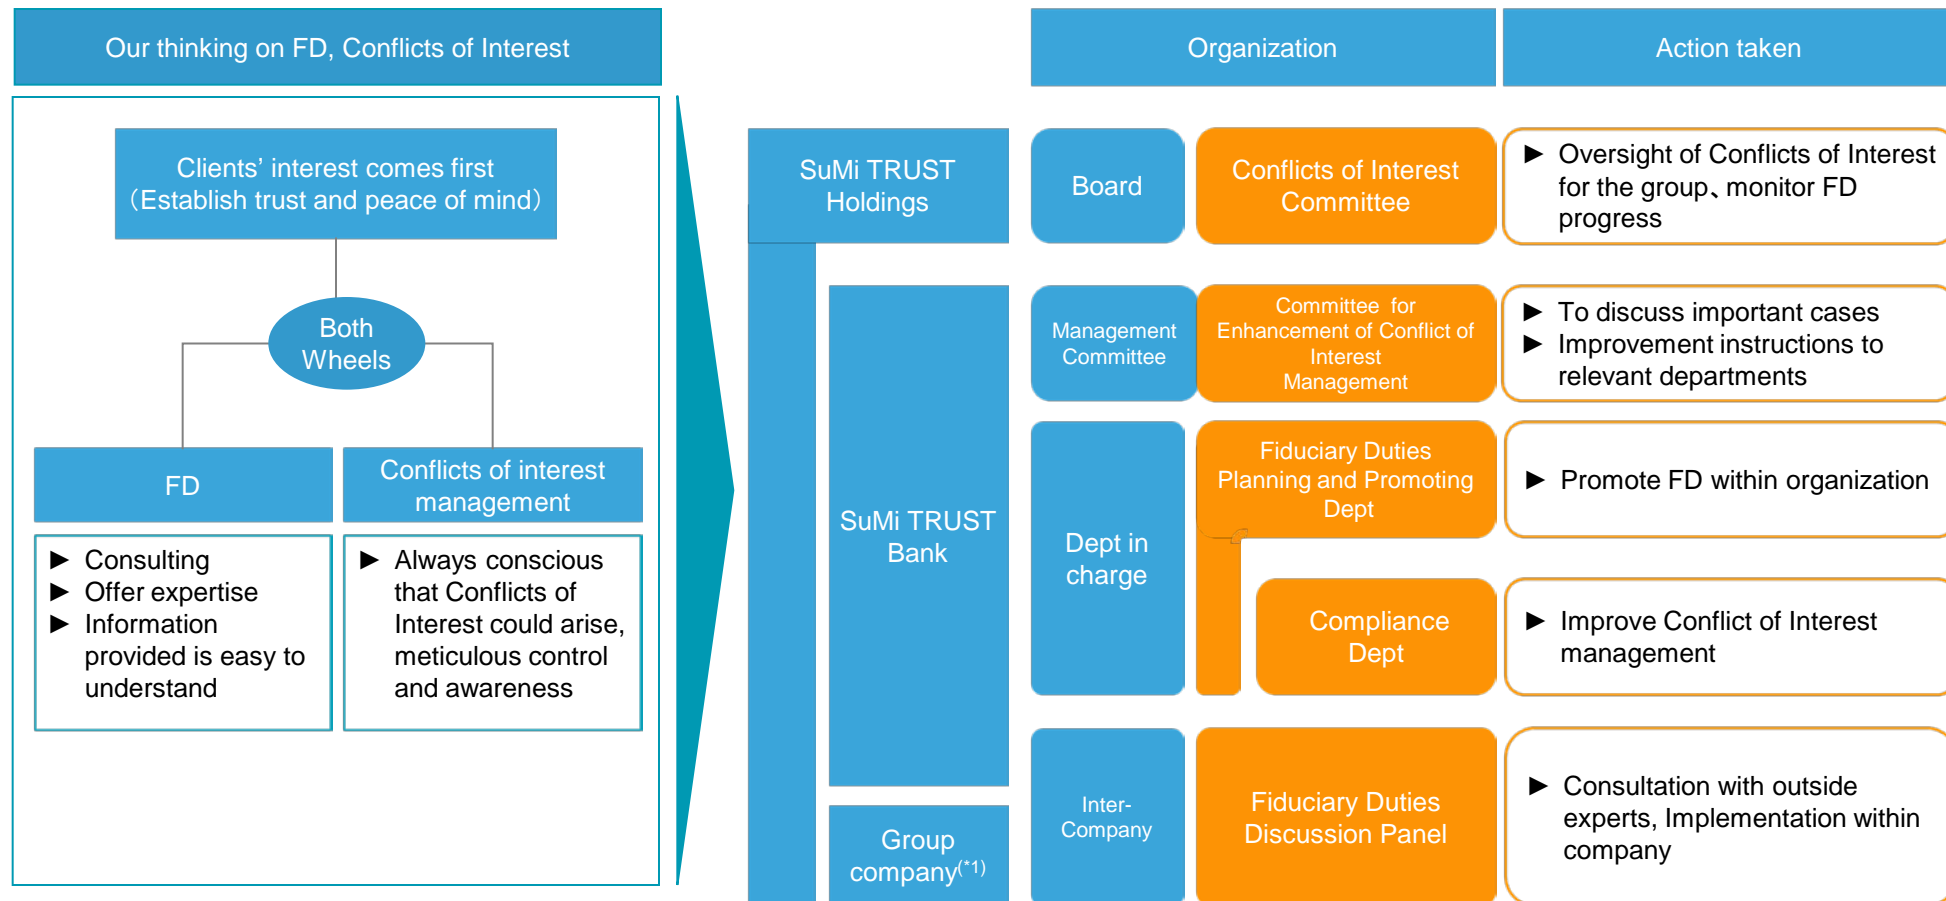 Our thinking on FD, Conflicts of Interest
Clients’ interest comes first
（Establish trust and peace of mind）
Both
Wheels
FD
Conflicts of interest
management
► Consulting
► Offer expertise
► Information
provided is easy to
understand
► Always conscious
that Conflicts of
Interest could arise,
meticulous control
and awareness
Organization
Action taken
SuMi TRUST
Holdings
Board
Conflicts of Interest
Committee
► Oversight of Conflicts of Interest
for the group、monitor FD
progress
SuMi TRUST
Bank
Management
Committee
Committee for
Enhancement of Conflict of
Interest
Management
► To discuss important cases
► Improvement instructions to
relevant departments
Dept in
charge
Fiduciary Duties
Planning and Promoting
Dept
► Promote FD within organization
Compliance
Dept
► Improve Conflict of Interest
management
Group
company(*1)
Inter-
Company
Fiduciary Duties
Discussion Panel
► Consultation with outside
experts, Implementation within
company